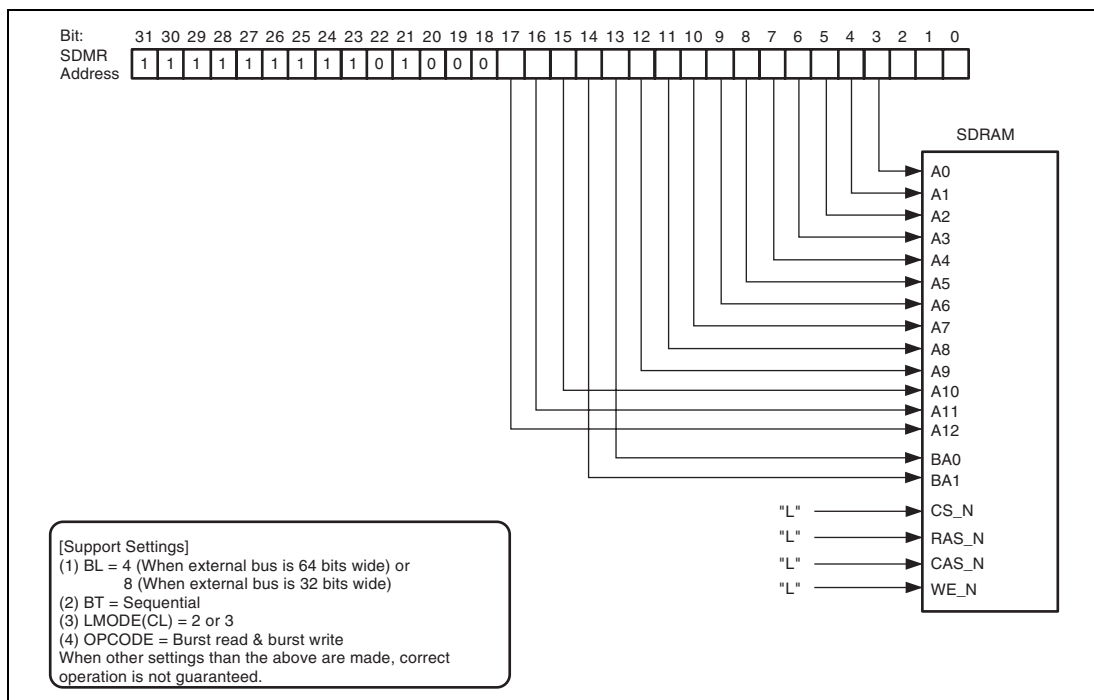 Bit: 31 30 29 28 27 26 25 24 23 22 21 20 19 18 17 16 15 14 13 12 11 10 9 8 7 6 5 4 3 2 1 0
SDMR
Address 1 1 1 1 1 1 1 1 1 0 1 0 0 0
SDRAM
A0
A1
A2
A3
A4
A5
A6
A7
A8
A9
A10
A11
A12
BA0
BA1
"L" CS_N
"L" RAS_N
"L" CAS_N
"L" WE_N
[Support Settings]
(1) BL = 4 (When external bus is 64 bits wide) or
8 (When external bus is 32 bits wide)
(2) BT = Sequential
(3) LMODE(CL) = 2 or 3
(4) OPCODE = Burst read & burst write
When other settings than the above are made, correct
operation is not guaranteed.